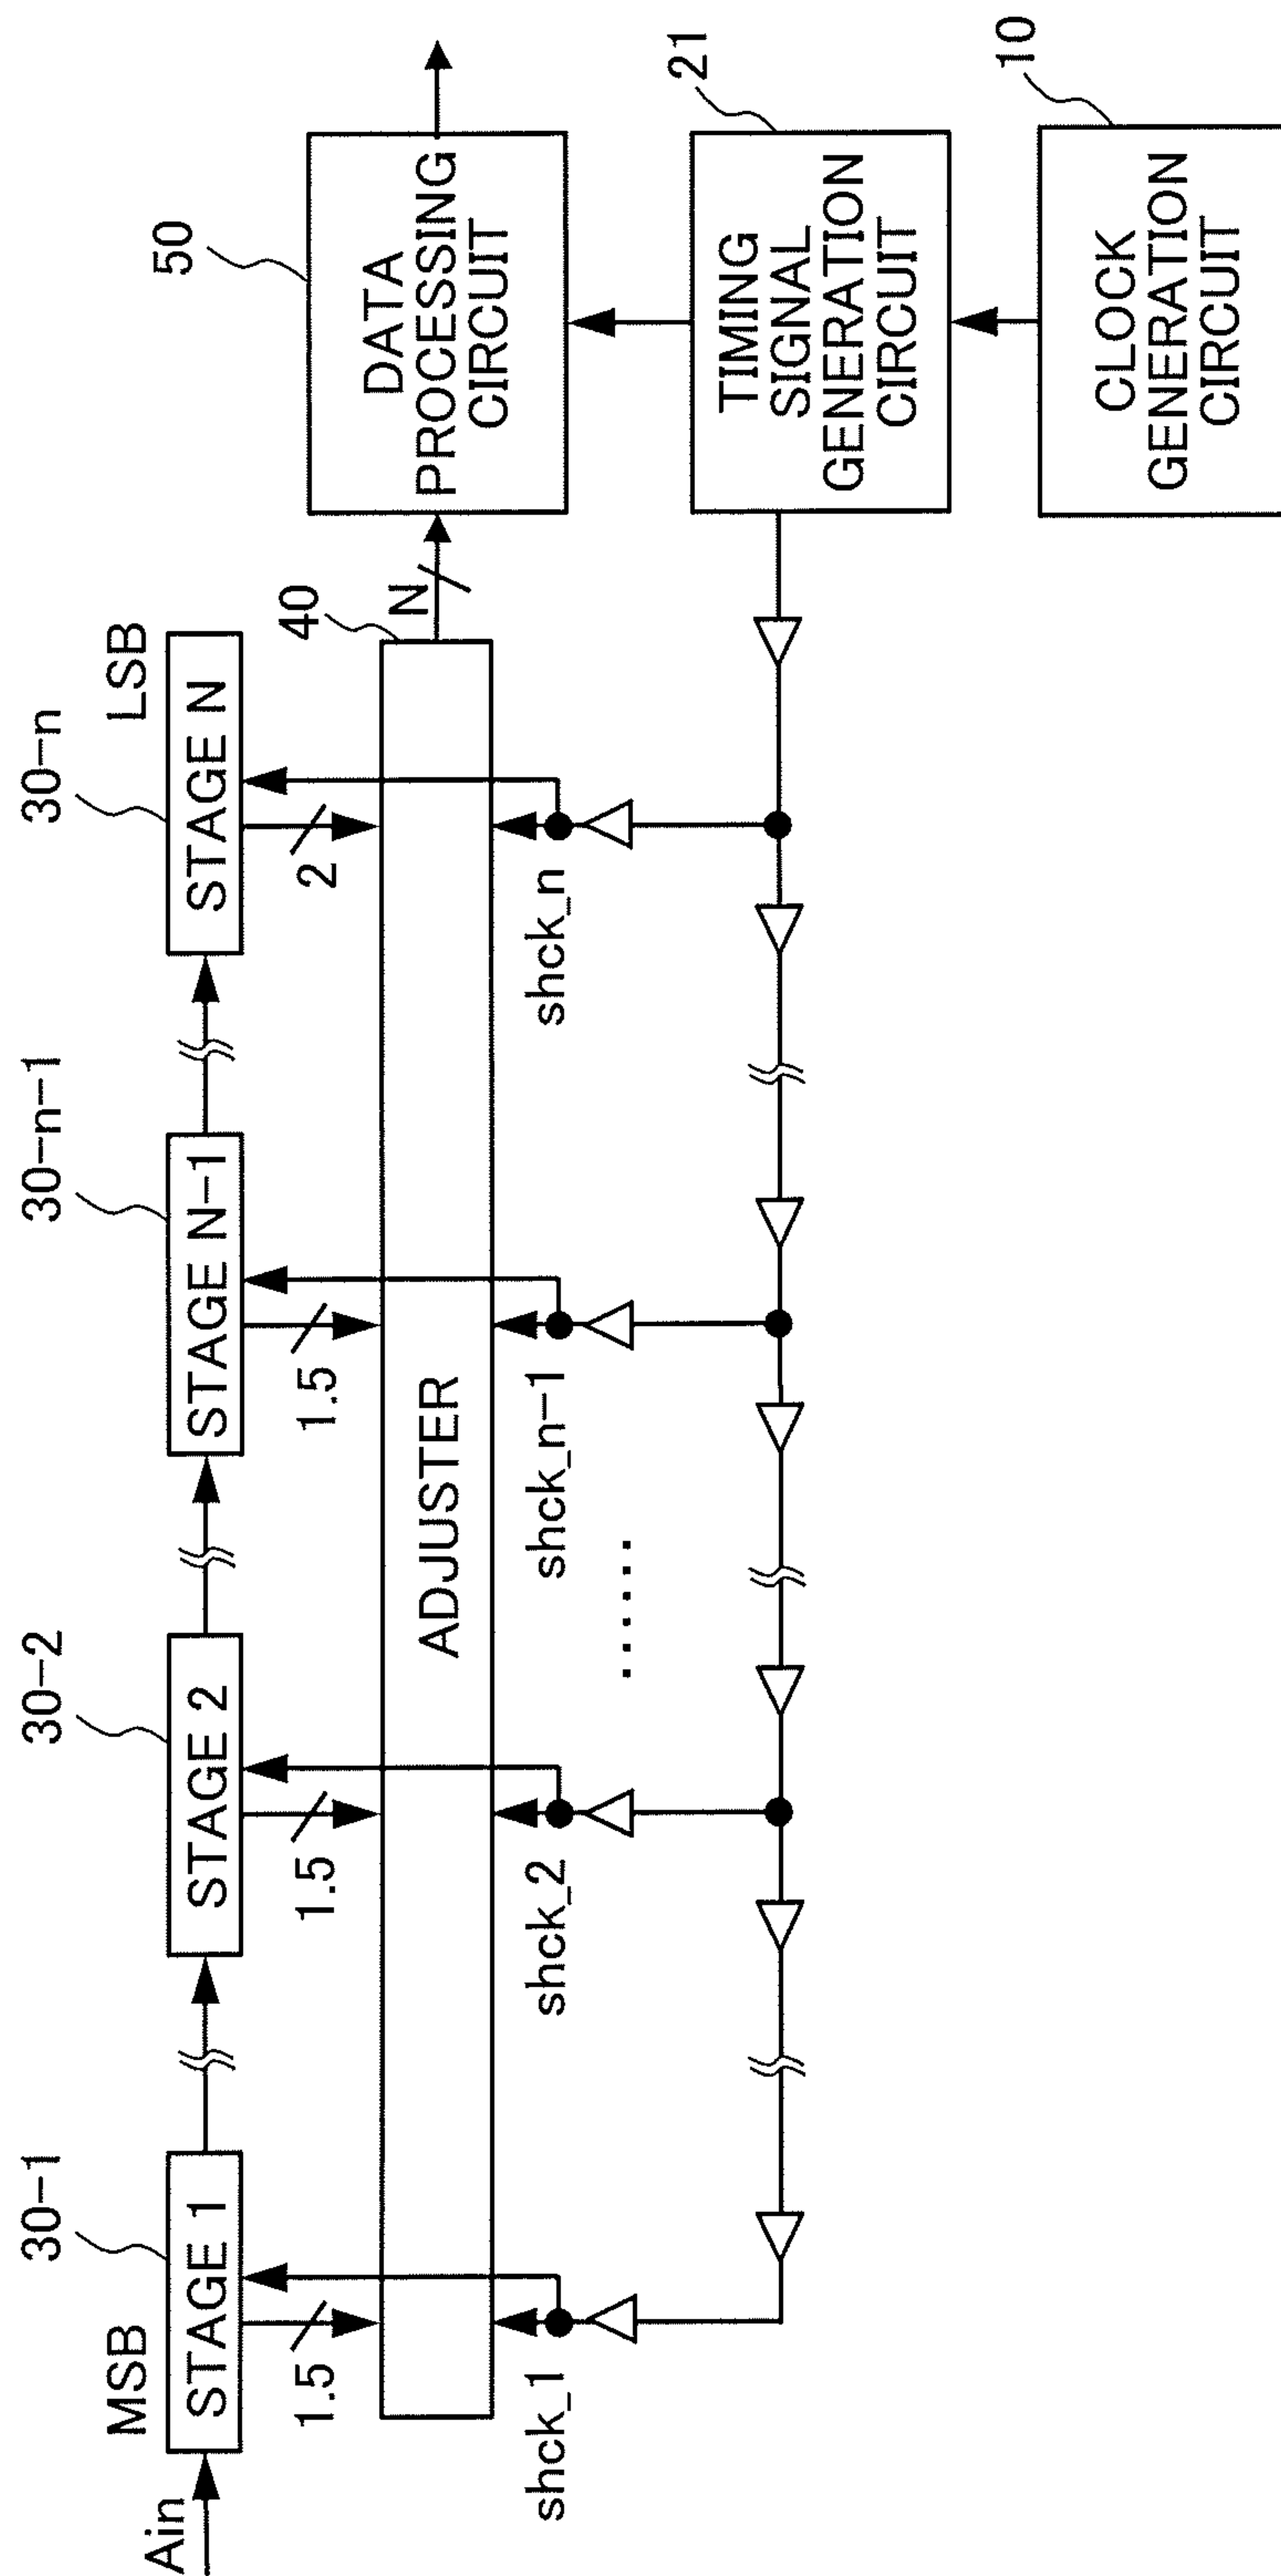 30-1
30-2
30-n-1
30-n
MSB
LSB
Ain
STAGE 1
STAGE 2
STAGE N-1
STAGE N
1.5
1.5
1.5
2
40
N
50
ADJUSTER
DATA
PROCESSING
CIRCUIT
shck_1
shck_2
shck_n-1
shck_n
......
21
TIMING
SIGNAL
GENERATION
CIRCUIT
10
CLOCK
GENERATION
CIRCUIT